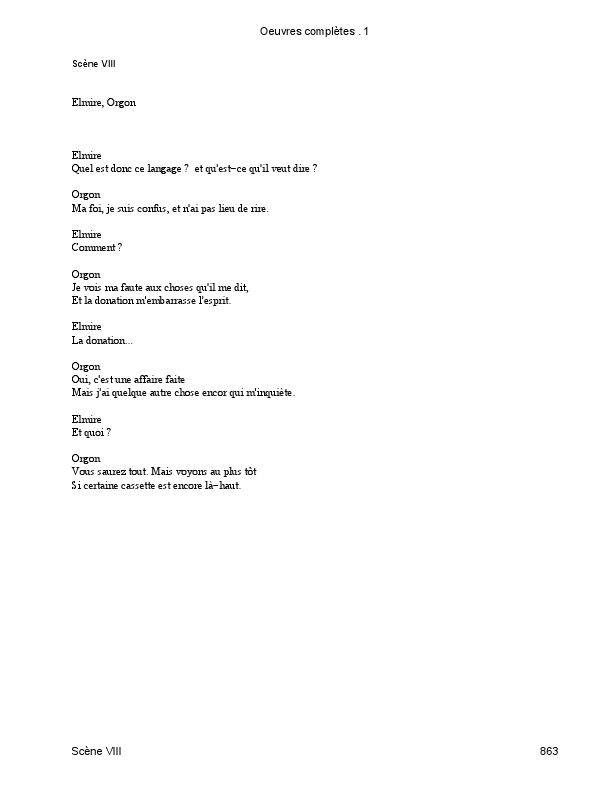 Oeuvres complètes . 1
Scène VIII
Elmire, Orgon
Elmire
Quel est donc ce langage ?  et qu'est−ce qu'il veut dire ?
Orgon
Ma foi, je suis confus, et n'ai pas lieu de rire.
Elmire
Comment ?
Orgon
Je vois ma faute aux choses qu'il me dit,
Et la donation m'embarrasse l'esprit.
Elmire
La donation...
Orgon
Oui, c'est une affaire faite
Mais j'ai quelque autre chose encor qui m'inquiète.
Elmire
Et quoi ?
Orgon
Vous saurez tout. Mais voyons au plus tôt
Si certaine cassette est encore là−haut.
Scène VIII
863